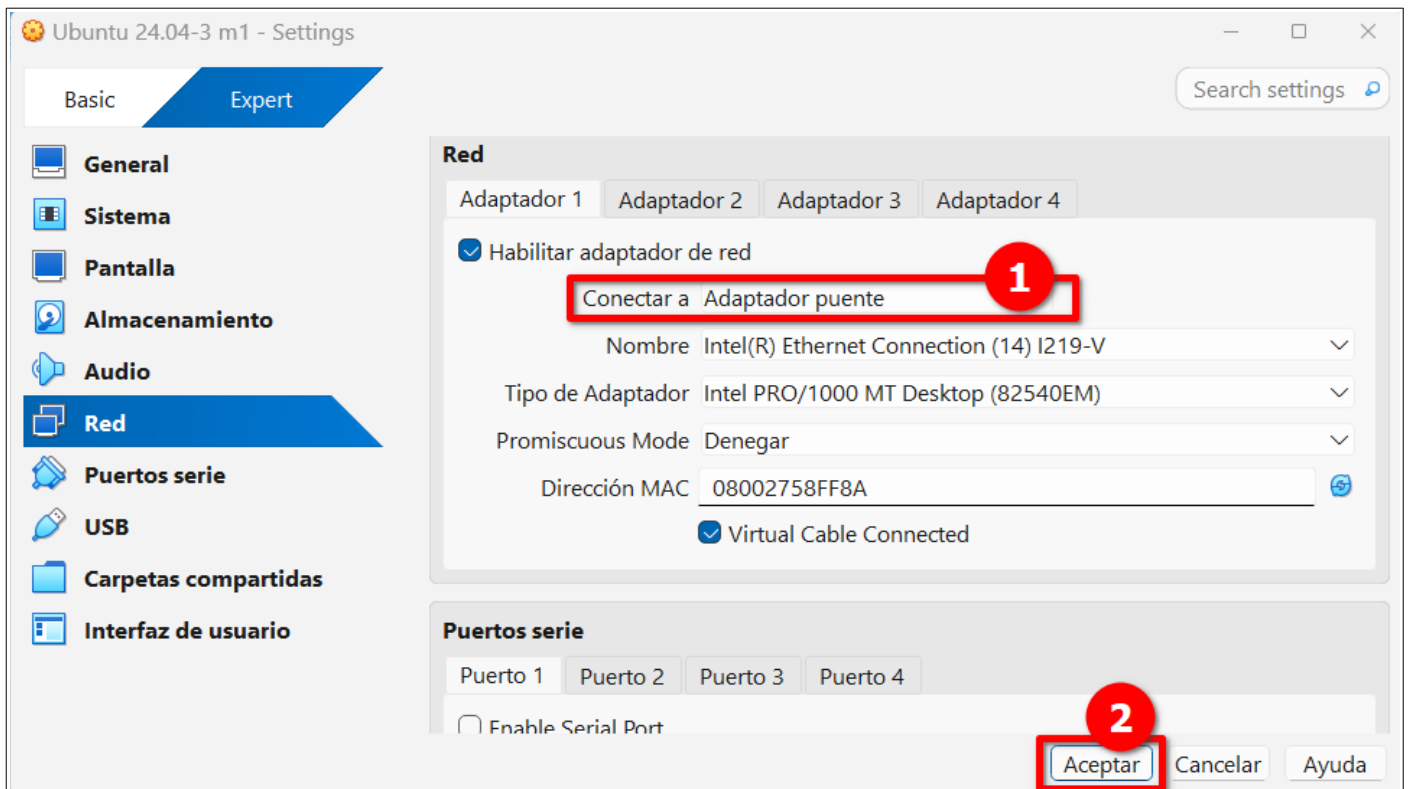 Ubuntu 24.04-3 m1 - Settings
Basic
Expert
Search settings
General
Sistema
Pantalla
Almacenamiento
Audio
Red
Puertos serie
USB
Carpetas compartidas
Interfaz de usuario
Red
Adaptador 1 Adaptador 2 Adaptador 3 Adaptador 4
Habilitar adaptador de red
1
Conectar a Adaptador puente
Nombre Intel(R) Ethernet Connection (14) I219-V
Tipo de Adaptador Intel PRO/1000 MT Desktop (82540EM)
Promiscuous Mode Denegar
Dirección MAC 08002758FF8A
Virtual Cable Connected
Puertos serie
Puerto 1 Puerto 2 Puerto 3 Puerto 4
Enable Serial Port
2
Aceptar Cancelar Ayuda